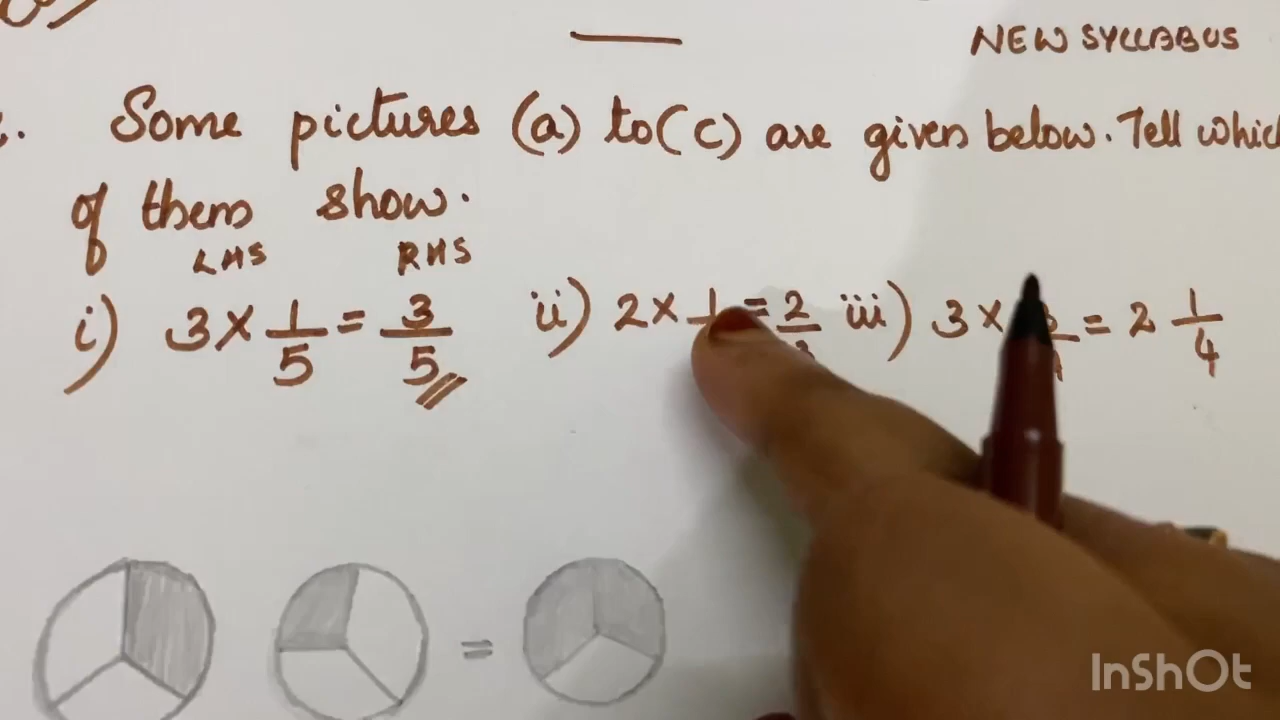 NEW SYLLABUS
Some pictures (a) to (c) are given below. Tell
of them show.
LHS RHS
i) 3 × 1/5 = 3/5 ii) 2 × 1 = 2 iii) 3 × = 2 1/4
=
InShOt